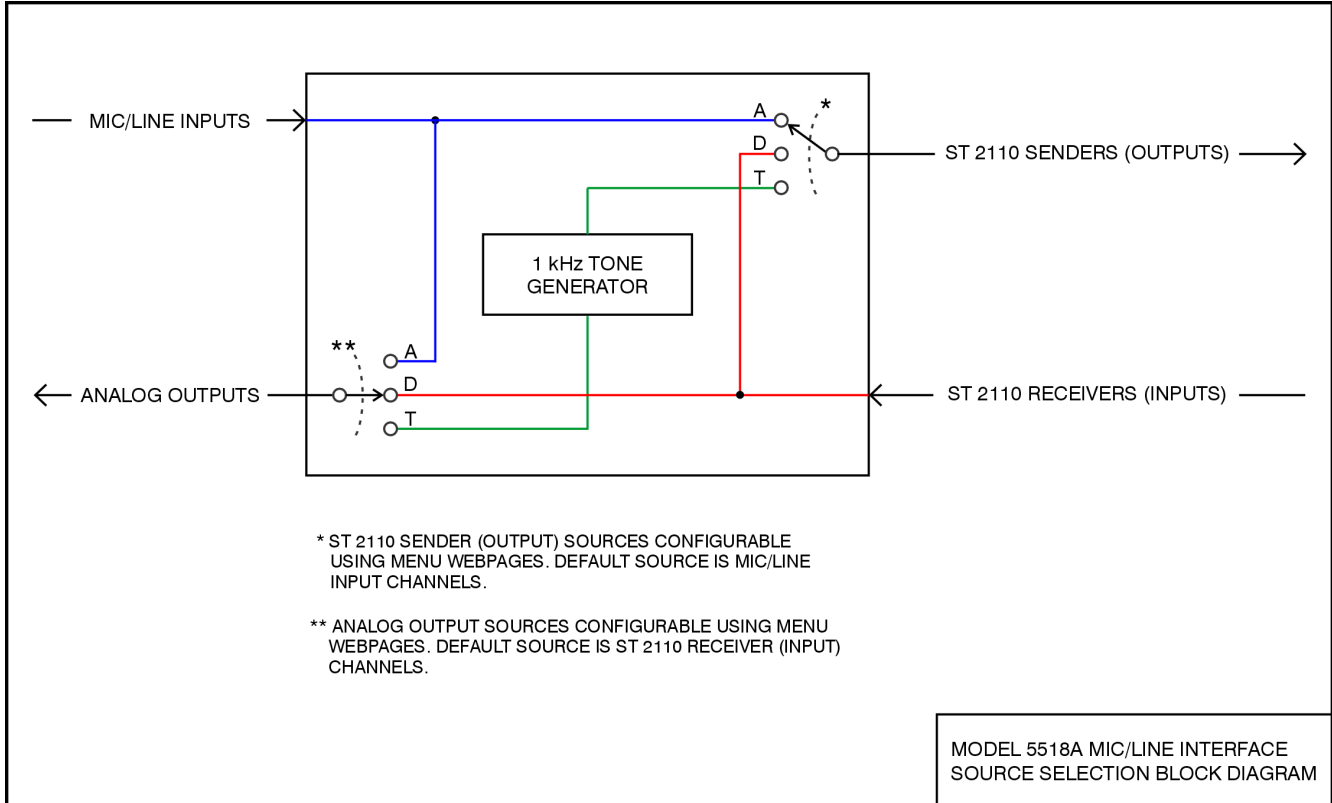 MIC/LINE INPUTS
A
*
D
T
ST 2110 SENDERS (OUTPUTS)
1 kHz TONE
GENERATOR
**
A
D
T
ANALOG OUTPUTS
ST 2110 RECEIVERS (INPUTS)
* ST 2110 SENDER (OUTPUT) SOURCES CONFIGURABLE
USING MENU WEBPAGES. DEFAULT SOURCE IS MIC/LINE
INPUT CHANNELS.
** ANALOG OUTPUT SOURCES CONFIGURABLE USING MENU
WEBPAGES. DEFAULT SOURCE IS ST 2110 RECEIVER (INPUT)
CHANNELS.
MODEL 5518A MIC/LINE INTERFACE
SOURCE SELECTION BLOCK DIAGRAM